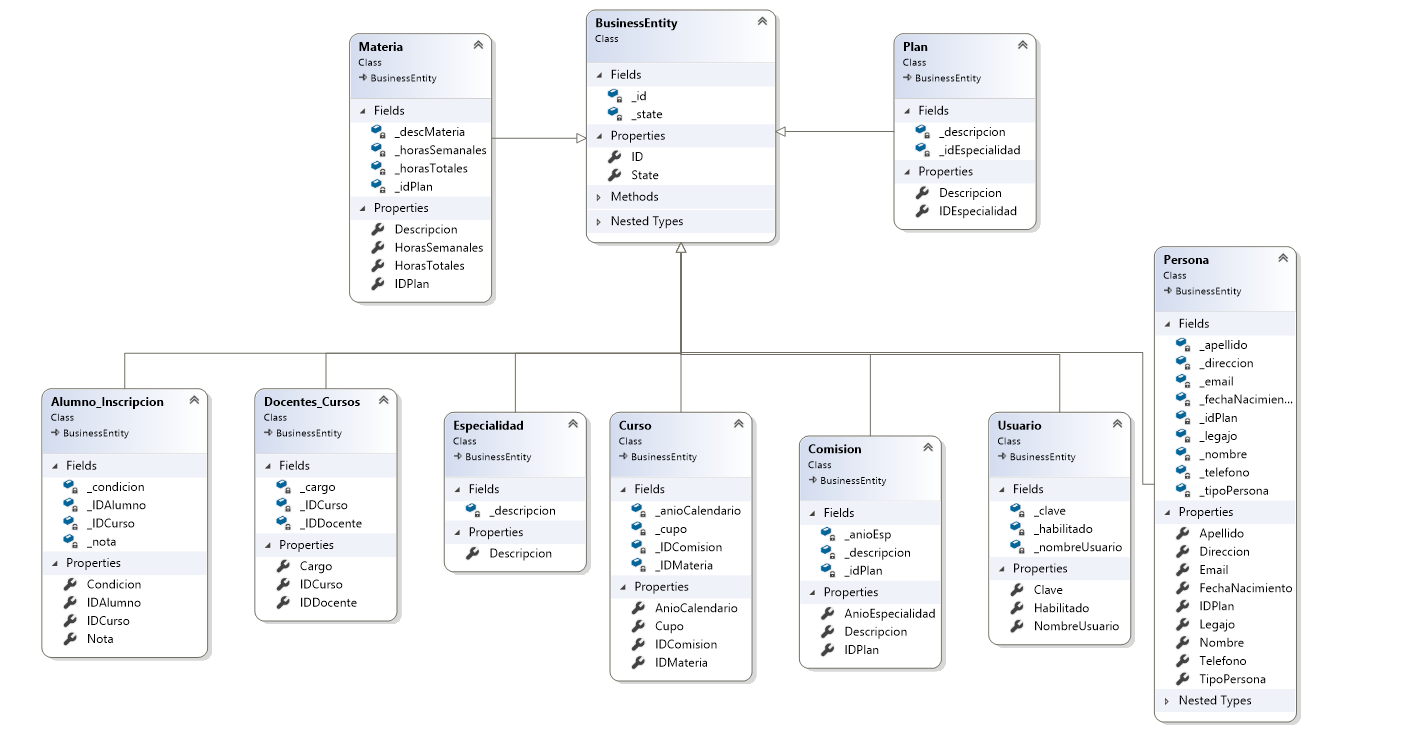 BusinessEntity
Class
Fields
_id
_state
Properties
ID
State
Methods
Nested Types
Materia
Class
BusinessEntity
Fields
_descMateria
_horasSemanales
_horasTotales
_idPlan
Properties
Descripcion
HorasSemanales
HorasTotales
IDPlan
Plan
Class
BusinessEntity
Fields
_descripcion
_idEspecialidad
Properties
Descripcion
IDEspecialidad
Persona
Class
BusinessEntity
Fields
_apellido
_direccion
_email
_fechaNacimien...
_idPlan
_legajo
_nombre
_telefono
_tipoPersona
Properties
Apellido
Direccion
Email
FechaNacimiento
IDPlan
Legajo
Nombre
Telefono
TipoPersona
Nested Types
Alumno_Inscripcion
Class
BusinessEntity
Fields
_condicion
_IDAlumno
_IDCurso
_nota
Properties
Condicion
IDAlumno
IDCurso
Nota
Docentes_Cursos
Class
BusinessEntity
Fields
_cargo
_IDCurso
_IDDocente
Properties
Cargo
IDCurso
IDDocente
Especialidad
Class
BusinessEntity
Fields
_descripcion
Properties
Descripcion
Curso
Class
BusinessEntity
Fields
_anioCalendario
_cupo
_IDComision
_IDMateria
Properties
AnioCalendario
Cupo
IDComision
IDMateria
Comision
Class
BusinessEntity
Fields
_anioEsp
_descripcion
_idPlan
Properties
AnioEspecialidad
Descripcion
IDPlan
Usuario
Class
BusinessEntity
Fields
_clave
_habilitado
_nombreUsuario
Properties
Clave
Habilitado
NombreUsuario